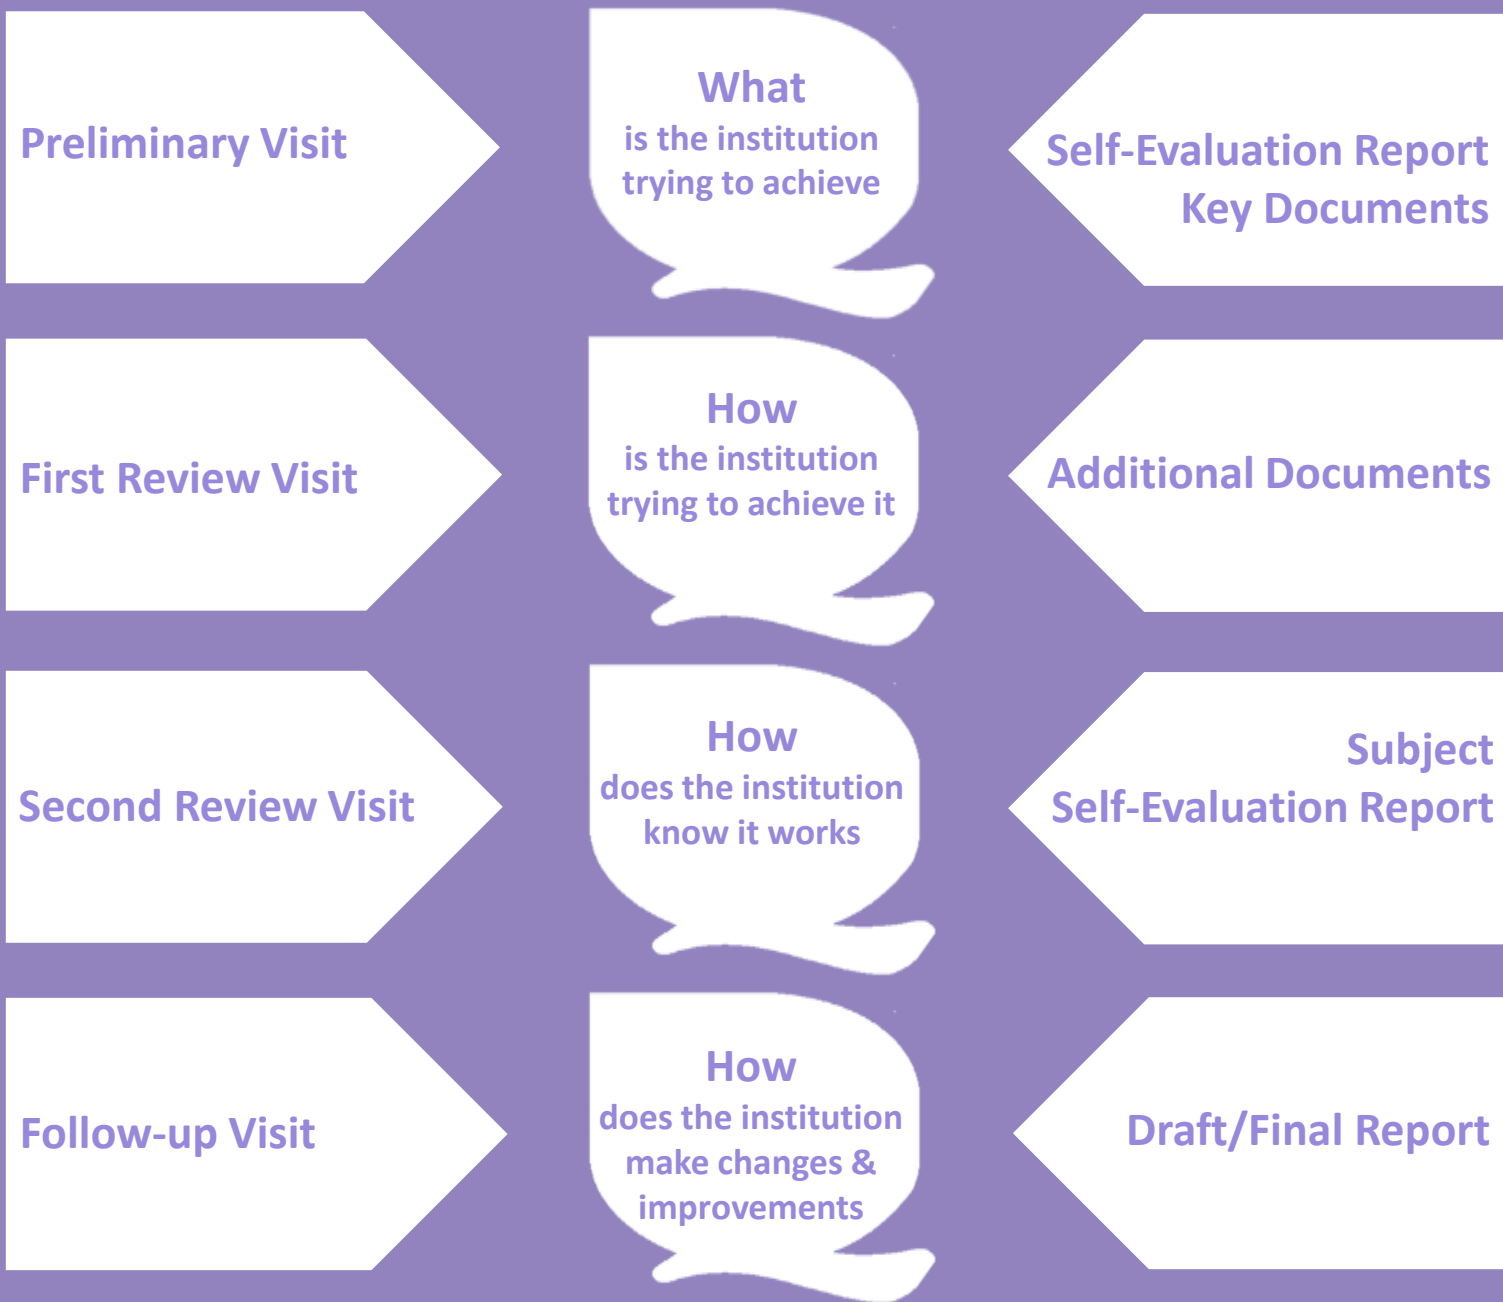 Preliminary Visit
What
is the institution
trying to achieve
Self-Evaluation Report
Key Documents
First Review Visit
How
is the institution
trying to achieve it
Additional Documents
Second Review Visit
How
does the institution
know it works
Subject
Self-Evaluation Report
Follow-up Visit
How
does the institution
make changes &
improvements
Draft/Final Report